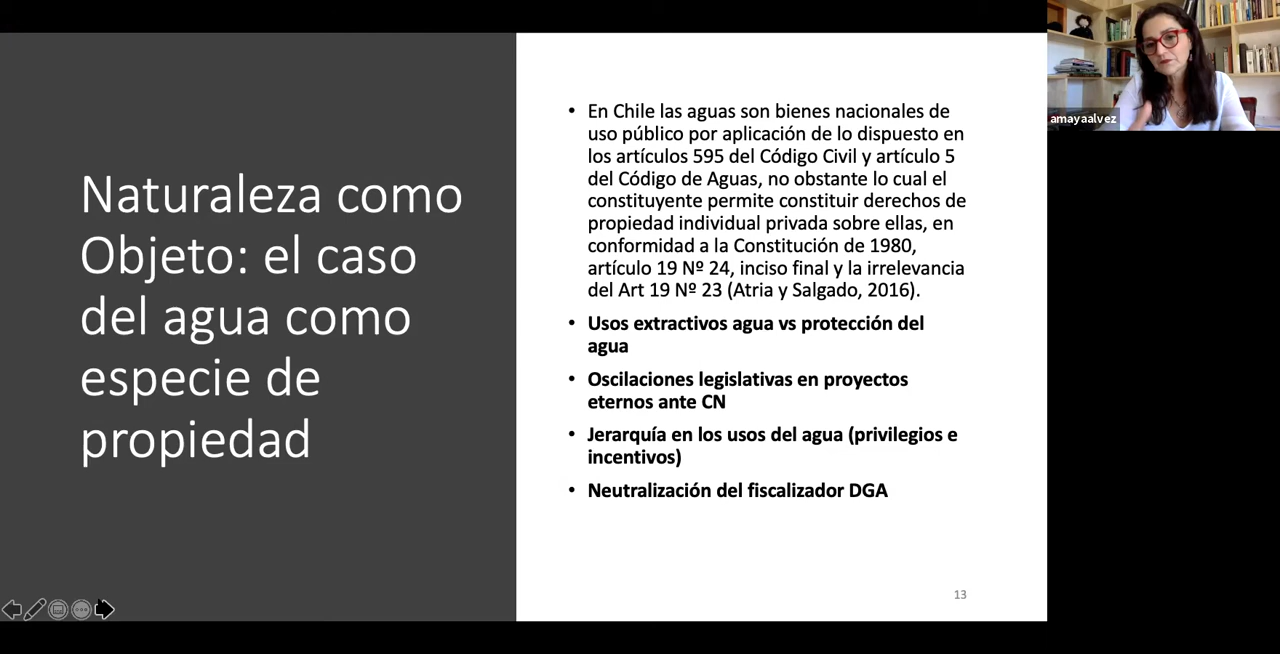 Naturaleza como
Objeto: el caso
del agua como
especie de
propiedad
• En Chile las aguas son bienes nacionales de
uso público por aplicación de lo dispuesto en
los artículos 595 del Código Civil y artículo 5
del Código de Aguas, no obstante lo cual el
constituyente permite constituir derechos de
propiedad individual privada sobre ellas, en
conformidad a la Constitución de 1980,
artículo 19 Nº 24, inciso final y la irrelevancia
del Art 19 Nº 23 (Atria y Salgado, 2016).
• Usos extractivos agua vs protección del
agua
• Oscilaciones legislativas en proyectos
eternos ante CN
• Jerarquía en los usos del agua (privilegios e
incentivos)
• Neutralización del fiscalizador DGA
13
amayaalvez